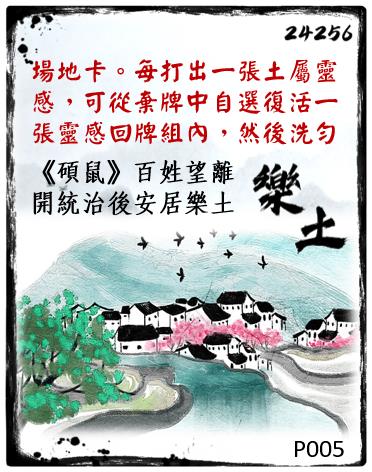 24256
場地卡。每打出一張土屬靈
感，可從棄牌中自選復活一
張靈感回牌組內，然後洗勻
《碩鼠》百姓望離
開統治後安居樂土
樂土
P005